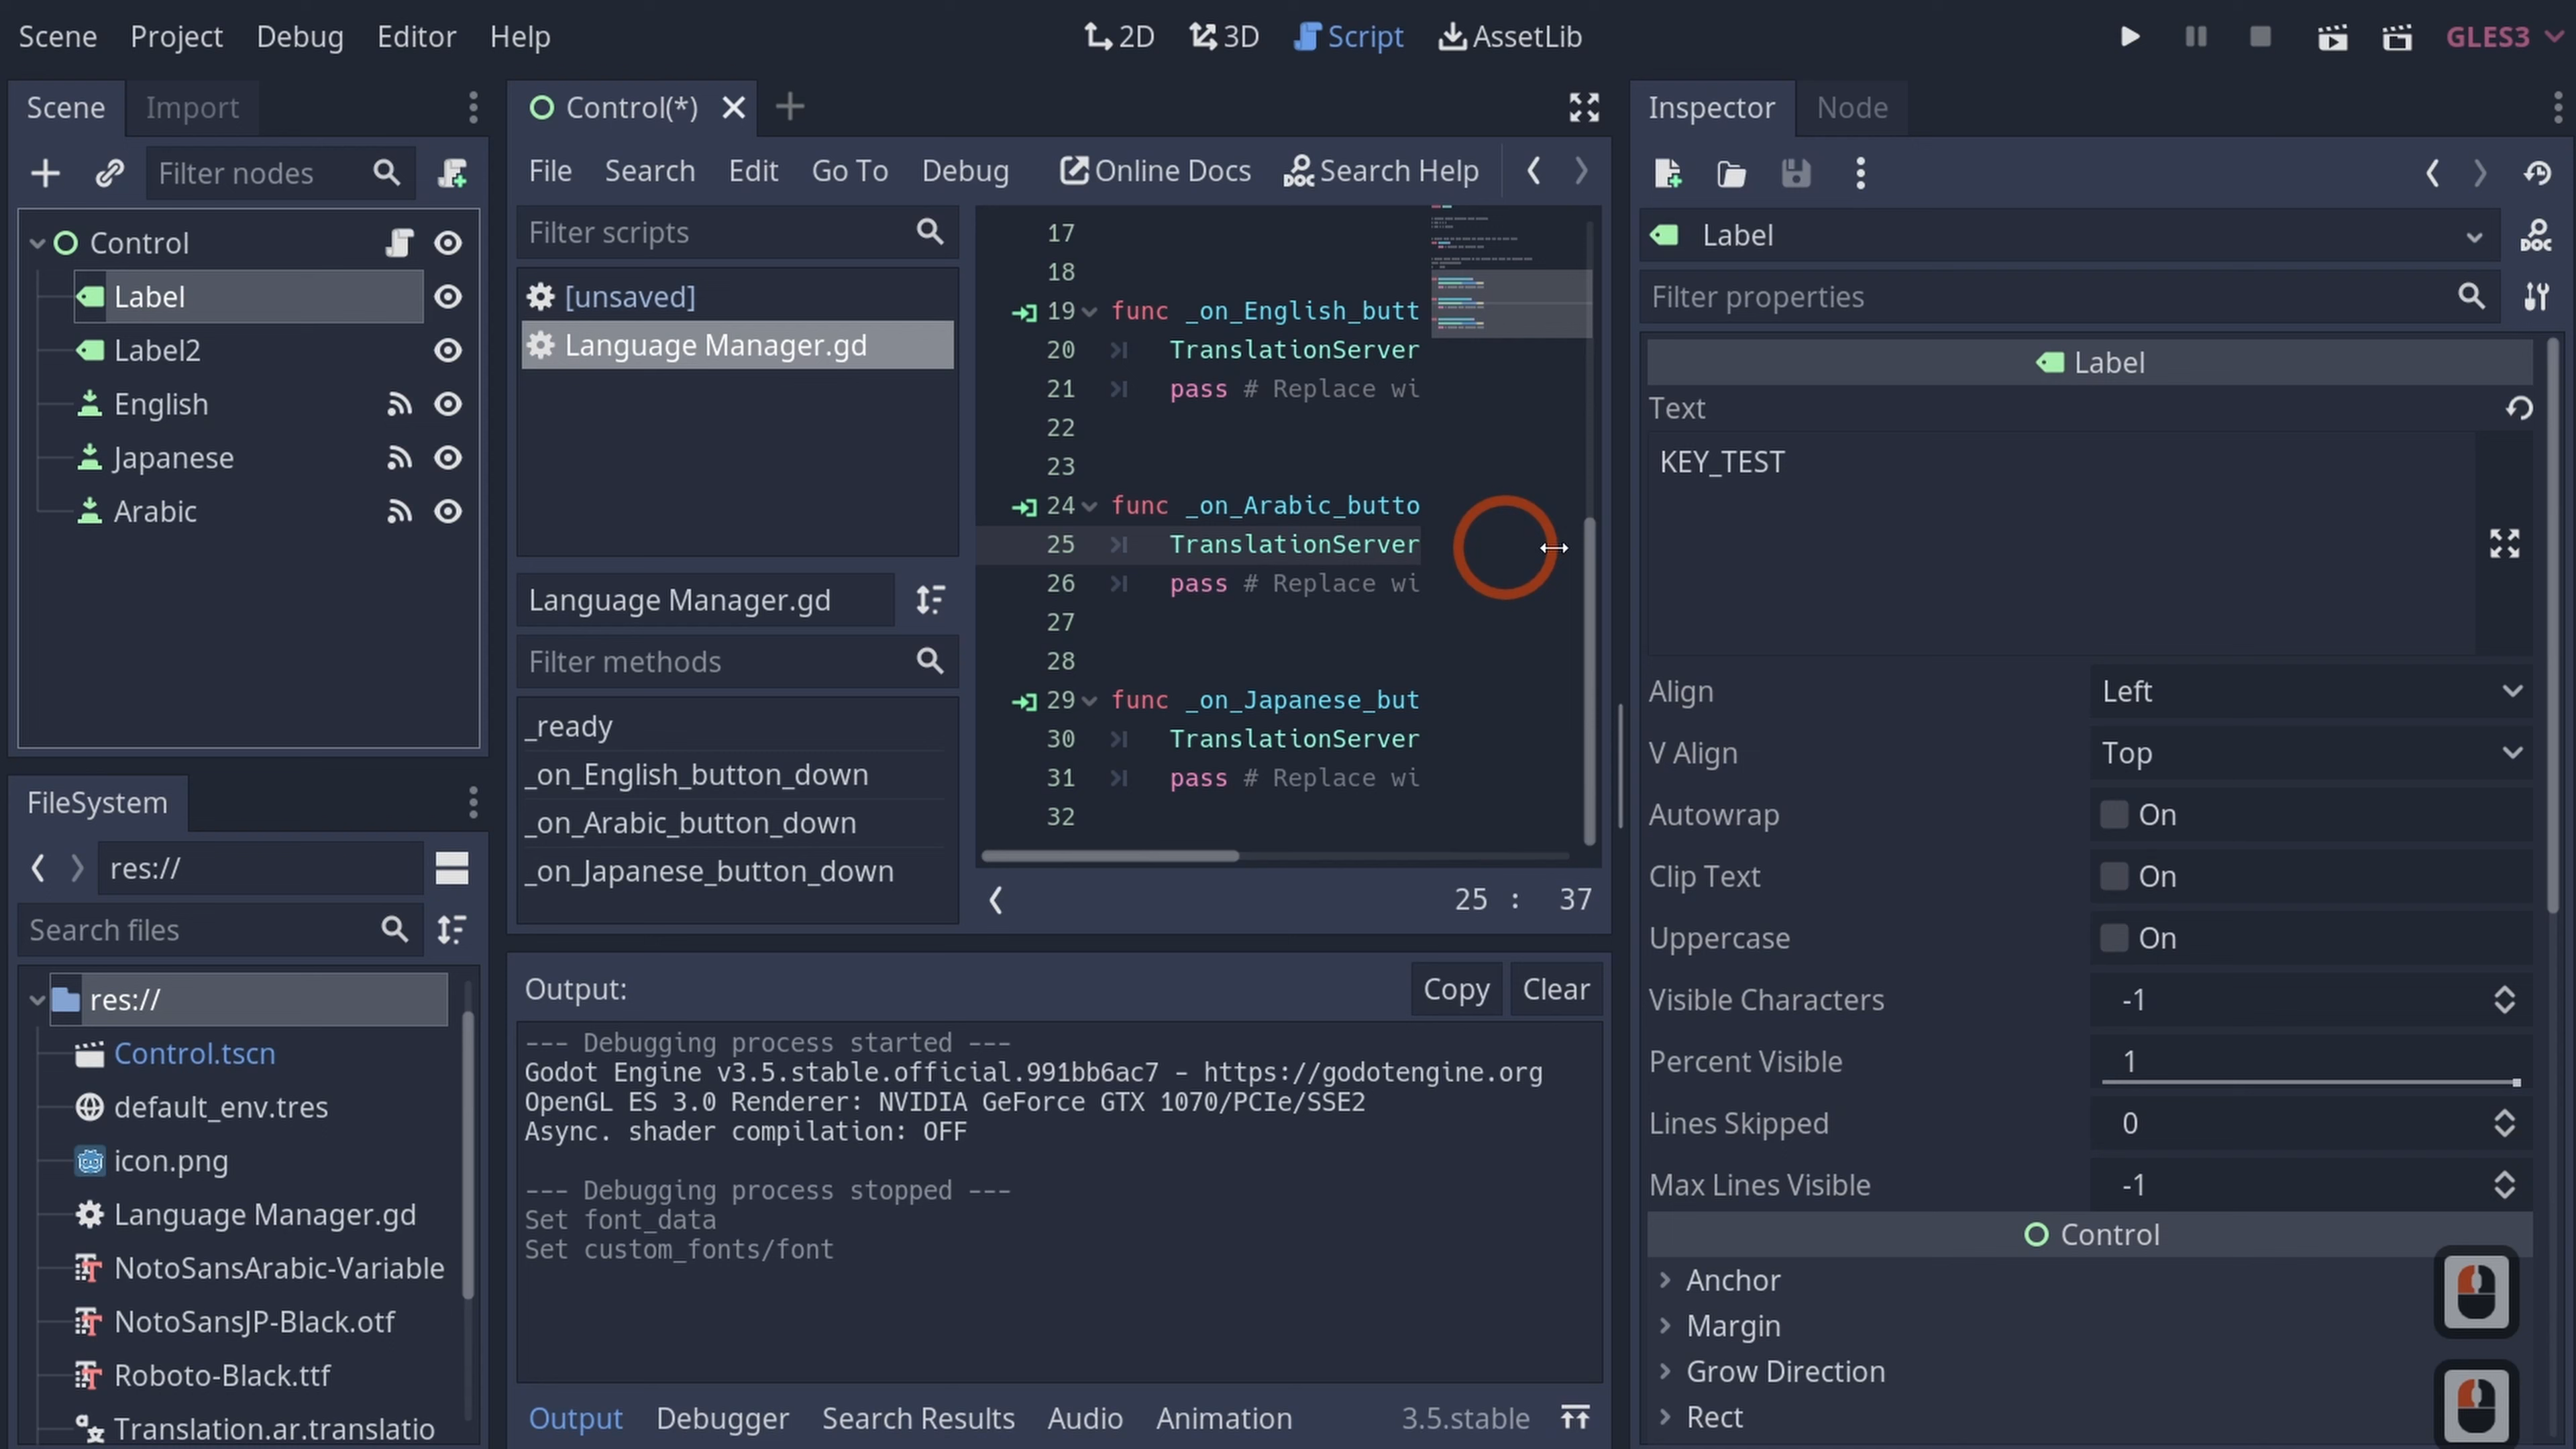 Scene Project Debug Editor Help
2D 3D Script AssetLib
GLES3
Scene Import
Filter nodes
Control
Label
Label2
English
Japanese
Arabic
FileSystem
res://
Search files
res://
Control.tscn
default_env.tres
icon.png
Language Manager.gd
NotoSansArabic-Variable
NotoSansJP-Black.otf
Roboto-Black.ttf
Translation.ar.translatio
Control(*)
File Search Edit Go To Debug Online Docs DOC Search Help
Filter scripts
[unsaved]
Language Manager.gd
Language Manager.gd
Filter methods
_ready
_on_English_button_down
_on_Arabic_button_down
_on_Japanese_button_down
17
18
19 func _on_English_butt
20 TranslationServer
21 pass # Replace wi
22
23
24 func _on_Arabic_butto
25 TranslationServer
26 pass # Replace wi
27
28
29 func _on_Japanese_but
30 TranslationServer
31 pass # Replace wi
32
25 : 37
Output: Copy Clear
--- Debugging process started ---
Godot Engine v3.5.stable.official.991bb6ac7 - https://godotengine.org
OpenGL ES 3.0 Renderer: NVIDIA GeForce GTX 1070/PCIe/SSE2
Async. shader compilation: OFF
--- Debugging process stopped ---
Set font_data
Set custom_fonts/font
Output Debugger Search Results Audio Animation 3.5.stable
Inspector Node
Label DOC
Filter properties
Label
Text
KEY_TEST
Align Left
V Align Top
Autowrap On
Clip Text On
Uppercase On
Visible Characters -1
Percent Visible 1
Lines Skipped 0
Max Lines Visible -1
Control
Anchor
Margin
Grow Direction
Rect